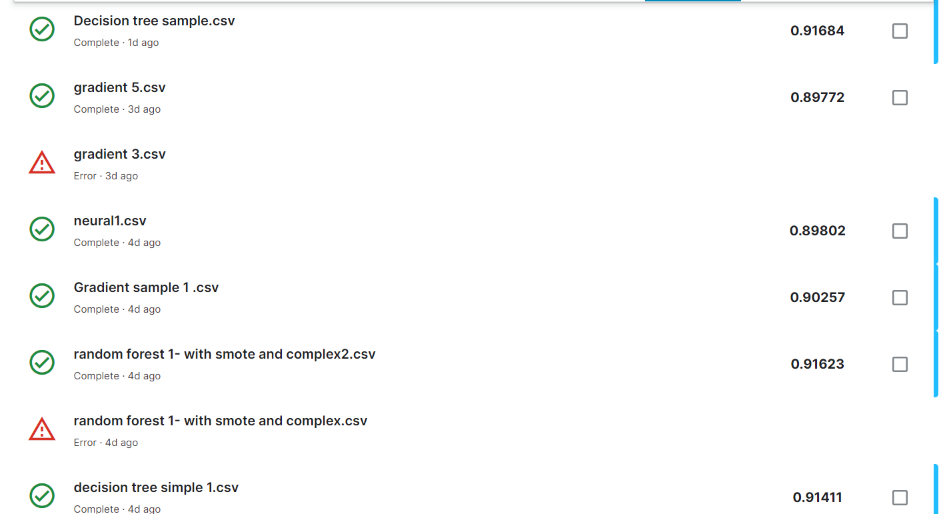 Decision tree sample.csv
Complete · 1d ago
0.91684
gradient 5.csv
Complete · 3d ago
0.89772
gradient 3.csv
Error · 3d ago
neural1.csv
Complete · 4d ago
0.89802
Gradient sample 1 .csv
Complete · 4d ago
0.90257
random forest 1- with smote and complex2.csv
Complete · 4d ago
0.91623
random forest 1- with smote and complex.csv
Error · 4d ago
decision tree simple 1.csv
Complete · 4d ago
0.91411